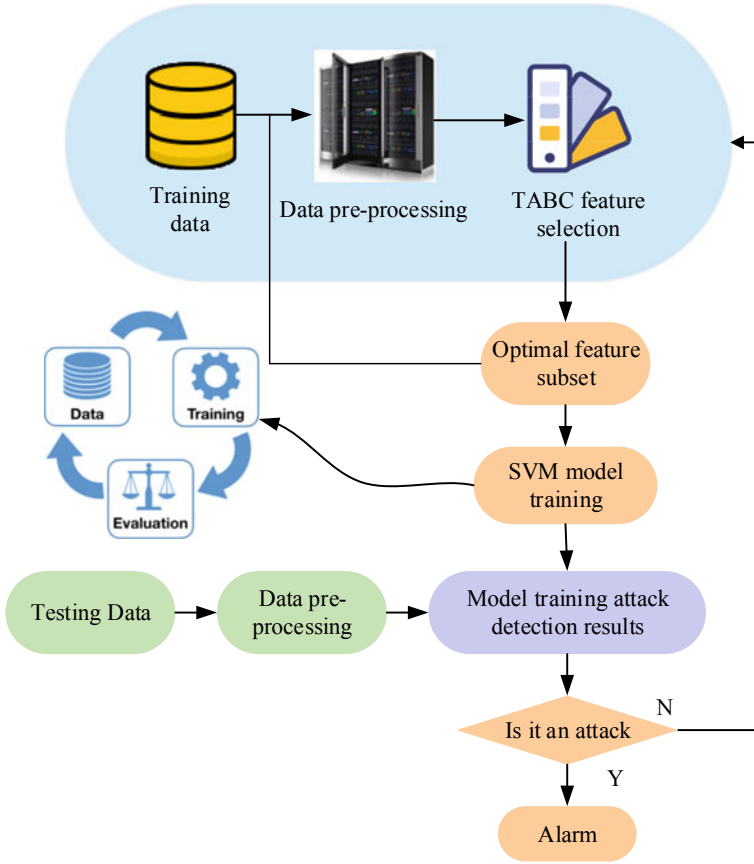 Training
data
Data pre-processing
TABC feature
selection
Optimal feature
subset
Data
Training
Evaluation
SVM model
training
Testing Data
Data pre-
processing
Model training attack
detection results
Is it an attack
N
Y
Alarm